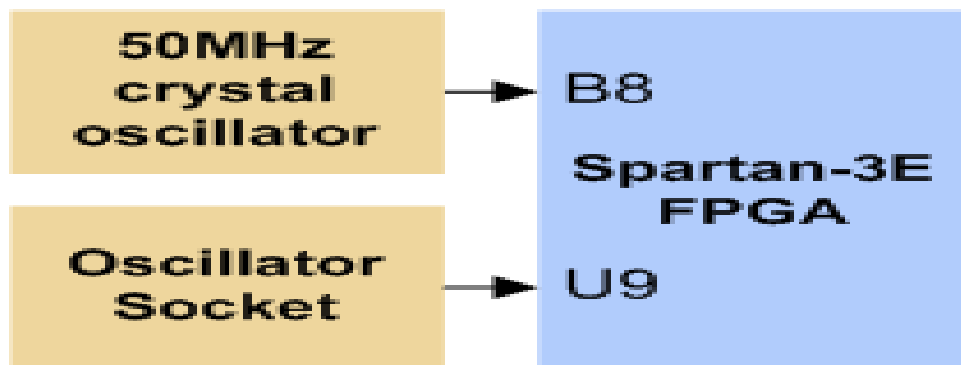 50MHz
crystal
oscillator
B8
Spartan-3E
FPGA
Oscillator
Socket
U9